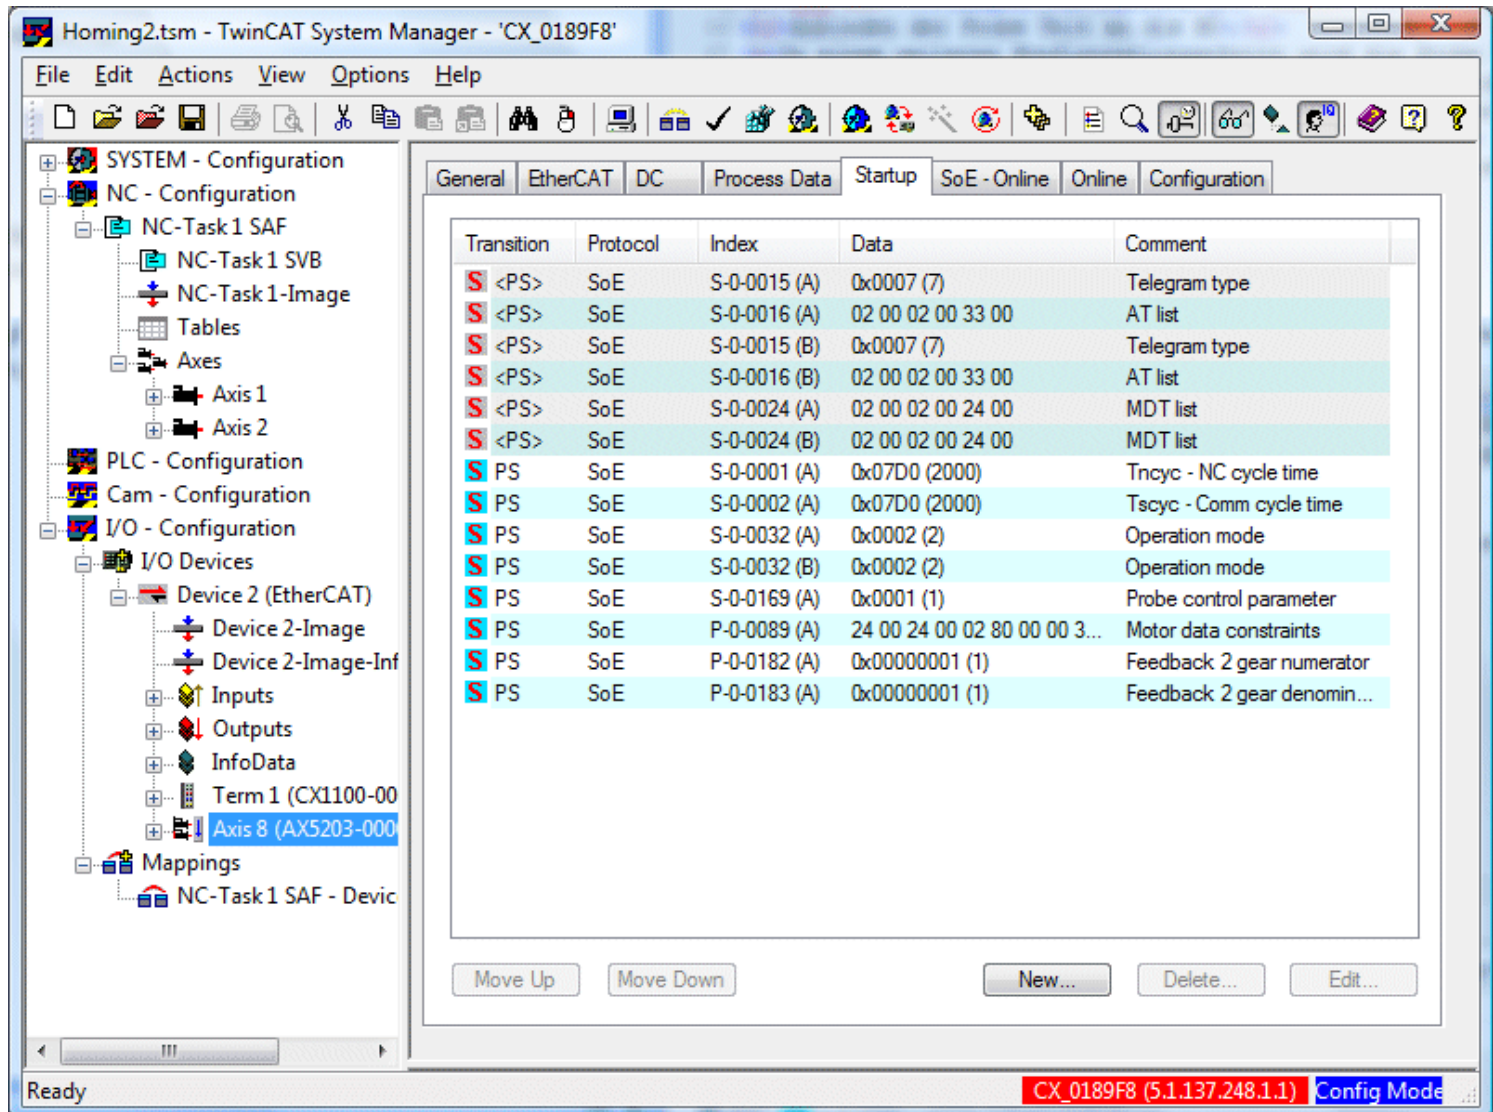 Homing2.tsm - TwinCAT System Manager - 'CX_0189F8'
File Edit Actions View Options Help
SYSTEM - Configuration
NC - Configuration
NC-Task 1 SAF
NC-Task 1 SVB
NC-Task 1-Image
Tables
Axes
Axis 1
Axis 2
PLC - Configuration
Cam - Configuration
I/O - Configuration
I/O Devices
Device 2 (EtherCAT)
Device 2-Image
Device 2-Image-Inf
Inputs
Outputs
InfoData
Term 1 (CX1100-00
Axis 8 (AX5203-000
Mappings
NC-Task 1 SAF - Devic
General EtherCAT DC Process Data Startup SoE - Online Online Configuration
Transition Protocol Index Data Comment
S <PS> SoE S-0-0015 (A) 0x0007 (7) Telegram type
S <PS> SoE S-0-0016 (A) 02 00 02 00 33 00 AT list
S <PS> SoE S-0-0015 (B) 0x0007 (7) Telegram type
S <PS> SoE S-0-0016 (B) 02 00 02 00 33 00 AT list
S <PS> SoE S-0-0024 (A) 02 00 02 00 24 00 MDT list
S <PS> SoE S-0-0024 (B) 02 00 02 00 24 00 MDT list
S PS SoE S-0-0001 (A) 0x07D0 (2000) Tncyc - NC cycle time
S PS SoE S-0-0002 (A) 0x07D0 (2000) Tscyc - Comm cycle time
S PS SoE S-0-0032 (A) 0x0002 (2) Operation mode
S PS SoE S-0-0032 (B) 0x0002 (2) Operation mode
S PS SoE S-0-0169 (A) 0x0001 (1) Probe control parameter
S PS SoE P-0-0089 (A) 24 00 24 00 02 80 00 00 3... Motor data constraints
S PS SoE P-0-0182 (A) 0x00000001 (1) Feedback 2 gear numerator
S PS SoE P-0-0183 (A) 0x00000001 (1) Feedback 2 gear denomin...
Move Up Move Down New... Delete... Edit...
Ready CX_0189F8 (5.1.137.248.1.1) Config Mode